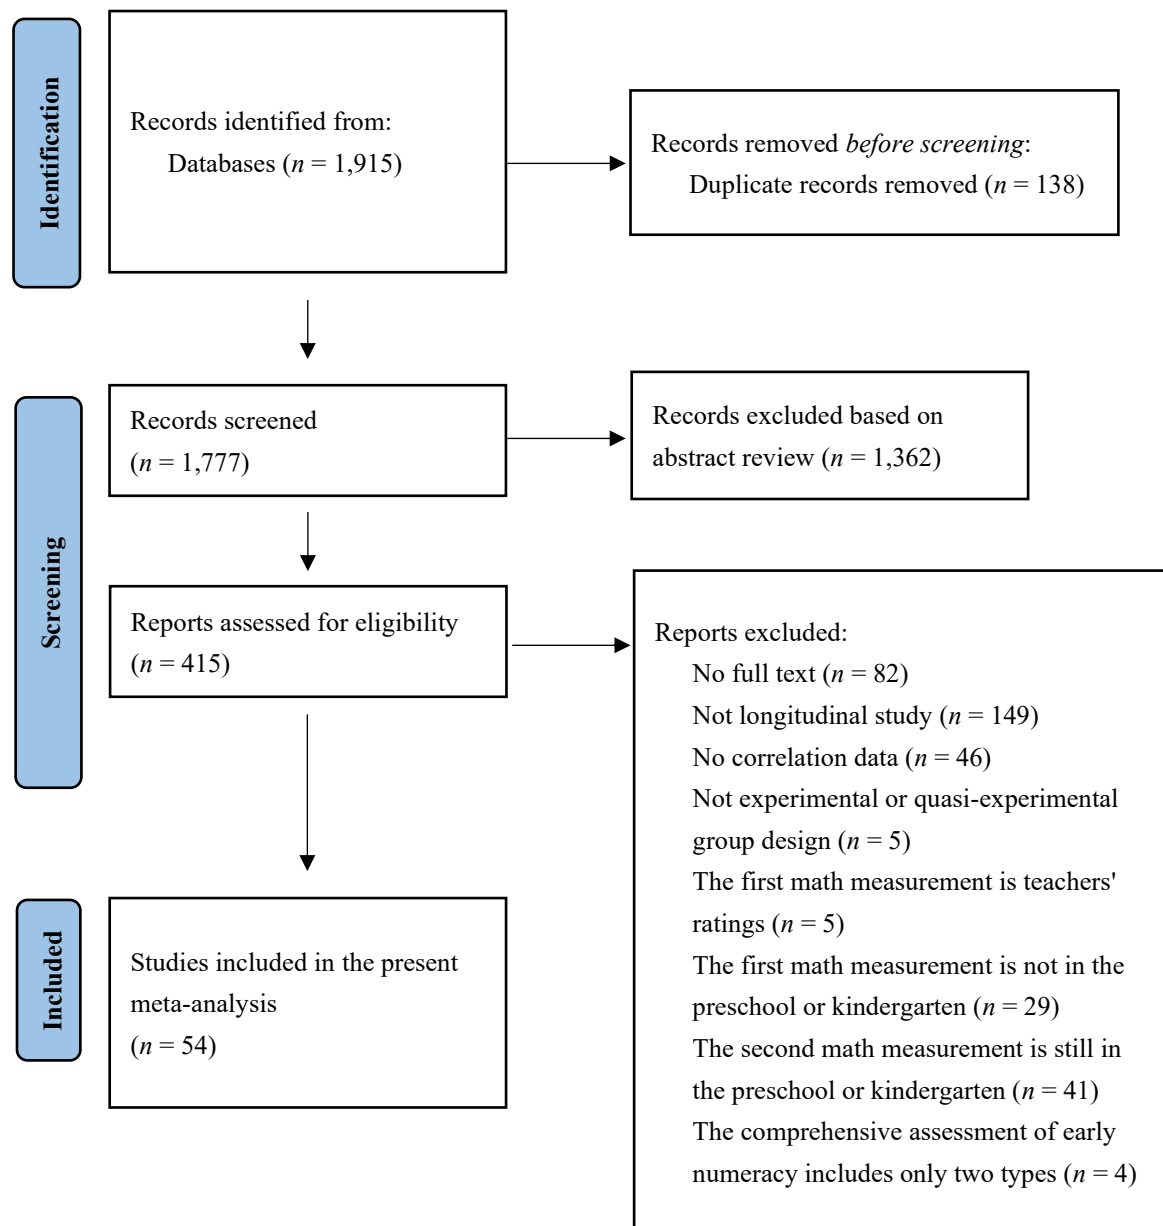 Identification
Records identified from:
Databases (n = 1,915)
Records removed before screening:
Duplicate records removed (n = 138)
Screening
Records screened
(n = 1,777)
Records excluded based on
abstract review (n = 1,362)
Reports assessed for eligibility
(n = 415)
Reports excluded:
No full text (n = 82)
Not longitudinal study (n = 149)
No correlation data (n = 46)
Not experimental or quasi-experimental
group design (n = 5)
The first math measurement is teachers'
ratings (n = 5)
The first math measurement is not in the
preschool or kindergarten (n = 29)
The second math measurement is still in
the preschool or kindergarten (n = 41)
The comprehensive assessment of early
numeracy includes only two types (n = 4)
Included
Studies included in the present
meta-analysis
(n = 54)